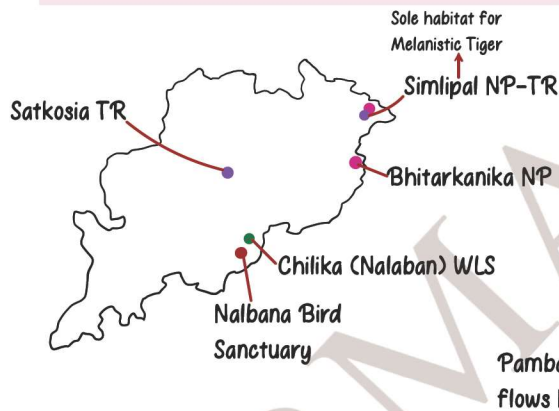 Sole habitat for
Melanistic Tiger
Simlipal NP-TR
Satkosia TR
Bhitarkanika NP
Chilika (Nalaban) WLS
Nalbana Bird
Sanctuary
Pamba
flows